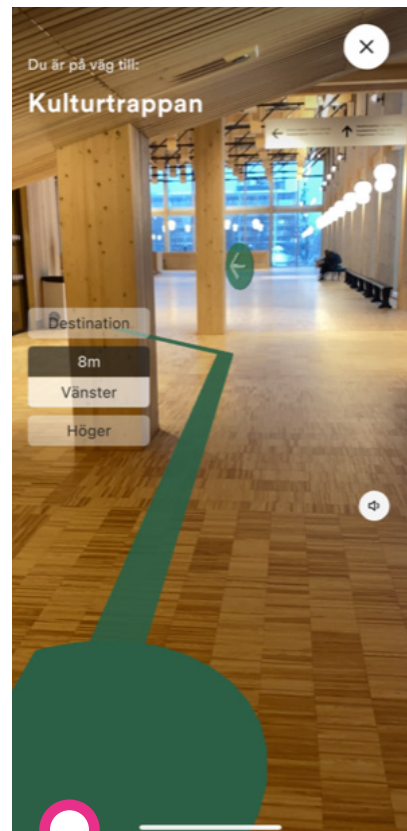 Du är på väg till:
Kulturtrappan
Destination
8m
Vänster
Höger